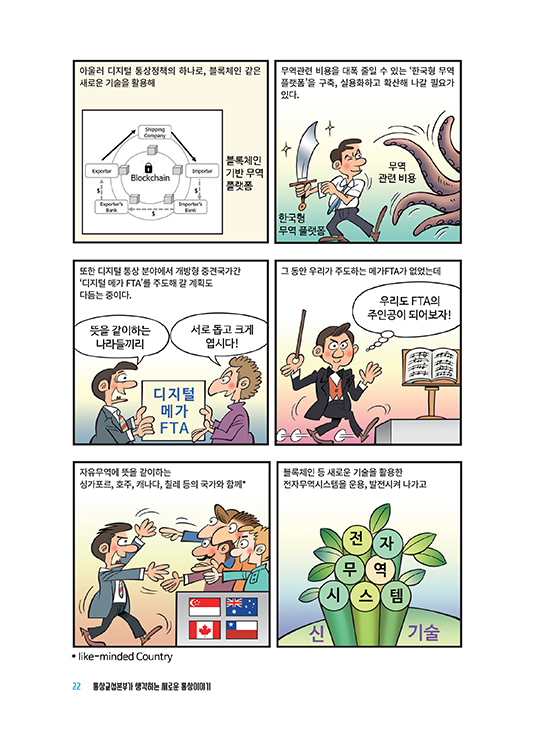 아울러 디지털 통상정책의 하나로, 블록체인 같은
새로운 기술을 활용해
Shipping
Company
Exporter
Importer
Blockchain
$
$
Exporter's
Bank
$
Importer's
Bank
블록체인
기반 무역
플랫폼
무역관련 비용을 대폭 줄일 수 있는 '한국형 무역
플랫폼'을 구축, 실용화하고 확산해 나갈 필요가
있다.
무역
관련 비용
한국형
무역 플랫폼
또한 디지털 통상 분야에서 개방형 중견국가간
'디지털 메가 FTA'를 주도해 갈 계획도
다듬는 중이다.
뜻을 같이하는
나라들끼리
서로 돕고 크게
엽시다!
디지털
메가
FTA
그 동안 우리가 주도하는 메가FTA가 없었는데
우리도 FTA의
주인공이 되어보자!
자유무역에 뜻을 같이하는
싱가포르, 호주, 캐나다, 칠레 등의 국가와 함께*
블록체인 등 새로운 기술을 활용한
전자무역시스템을 운용, 발전시켜 나가고
전 자
무 역
시 스 템
신 기술
* like-minded Country
22 통상교섭본부가 생각하는 새로운 통상이야기